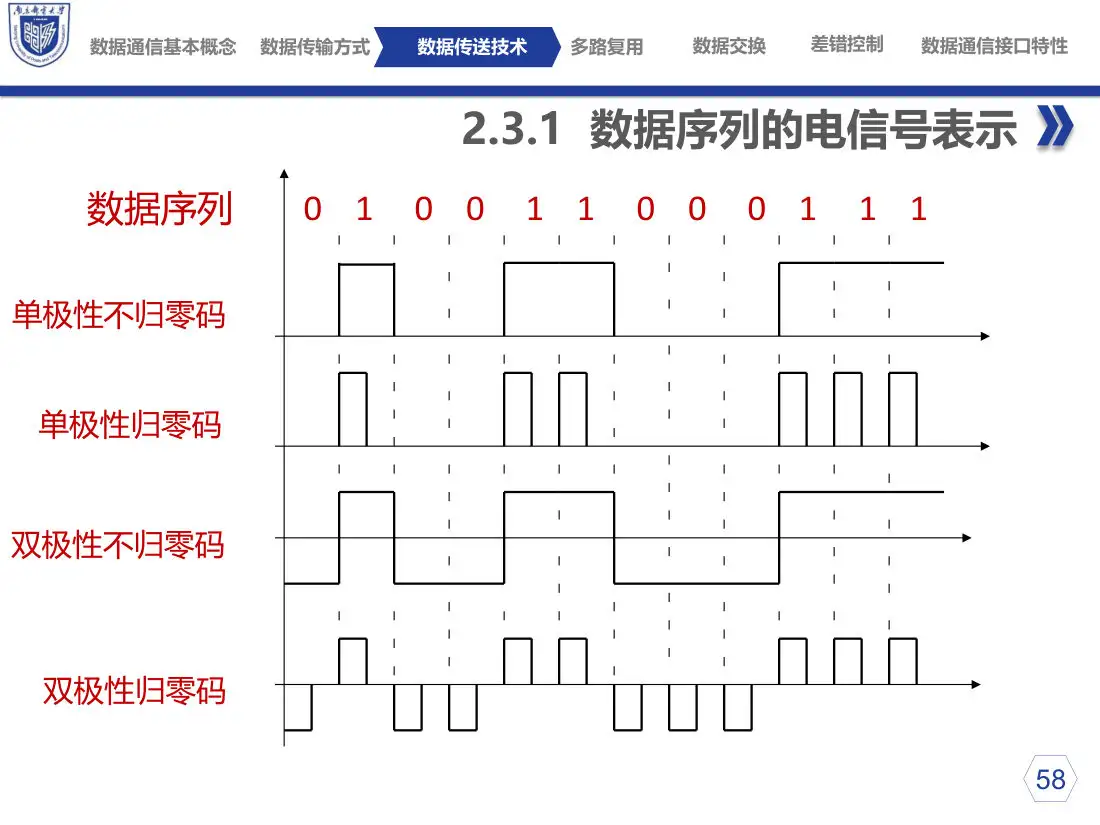 数据通信基本概念 数据传输方式 数据传送技术 多路复用 数据交换 差错控制 数据通信接口特性
2.3.1 数据序列的电信号表示
数据序列 0 1 0 0 1 1 0 0 0 1 1 1
单极性不归零码
单极性归零码
双极性不归零码
双极性归零码
58